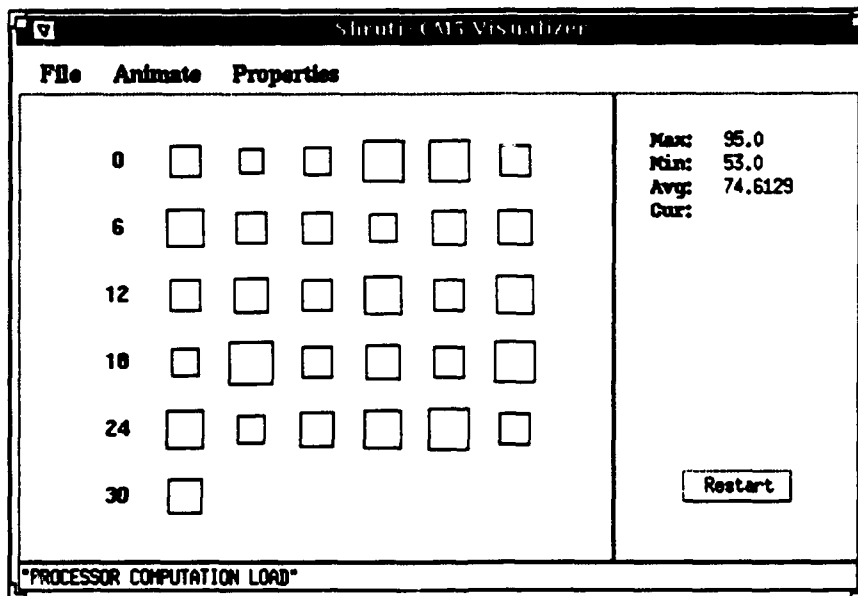 Shruti-CM5 Visualizer
File Animate Properties
0
6
12
18
24
30
Max: 95.0
Min: 53.0
Avg: 74.6129
Cur:
Restart
"PROCESSOR COMPUTATION LOAD"